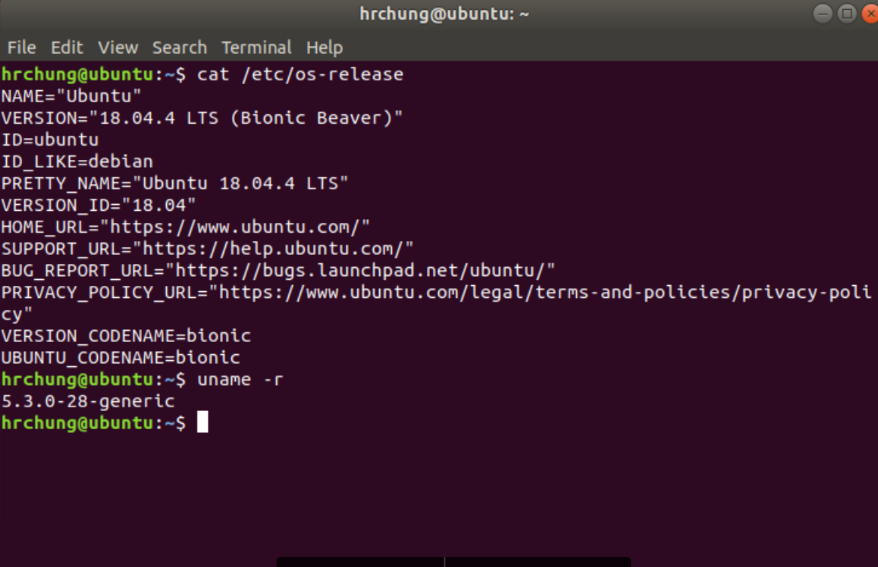 hrchung@ubuntu: ~
File Edit View Search Terminal Help
hrchung@ubuntu:~$ cat /etc/os-release
NAME="Ubuntu"
VERSION="18.04.4 LTS (Bionic Beaver)"
ID=ubuntu
ID_LIKE=debian
PRETTY_NAME="Ubuntu 18.04.4 LTS"
VERSION_ID="18.04"
HOME_URL="https://www.ubuntu.com/"
SUPPORT_URL="https://help.ubuntu.com/"
BUG_REPORT_URL="https://bugs.launchpad.net/ubuntu/"
PRIVACY_POLICY_URL="https://www.ubuntu.com/legal/terms-and-policies/privacy-poli
cy"
VERSION_CODENAME=bionic
UBUNTU_CODENAME=bionic
hrchung@ubuntu:~$ uname -r
5.3.0-28-generic
hrchung@ubuntu:~$